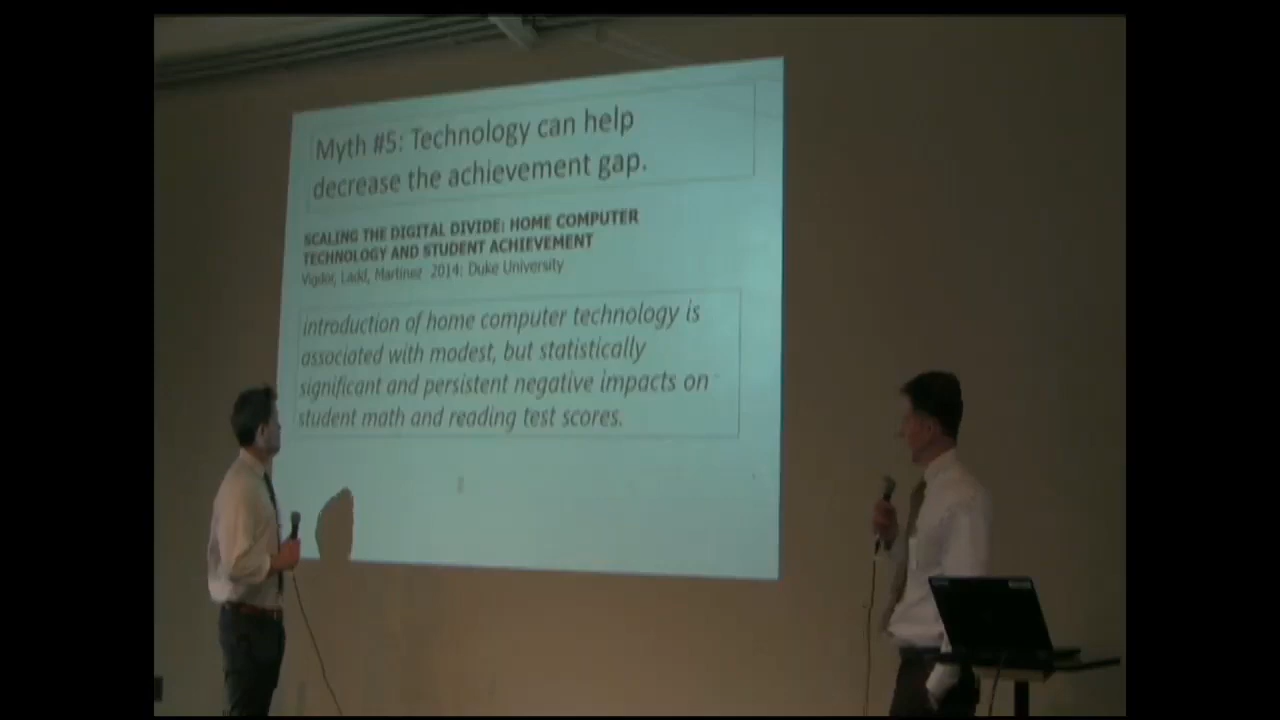 Myth #5: Technology can help
decrease the achievement gap.
SCALING THE DIGITAL DIVIDE: HOME COMPUTER
TECHNOLOGY AND STUDENT ACHIEVEMENT
Vigdor, Ladd, Martinez 2014: Duke University
introduction of home computer technology is
associated with modest, but statistically
significant and persistent negative impacts on
student math and reading test scores.